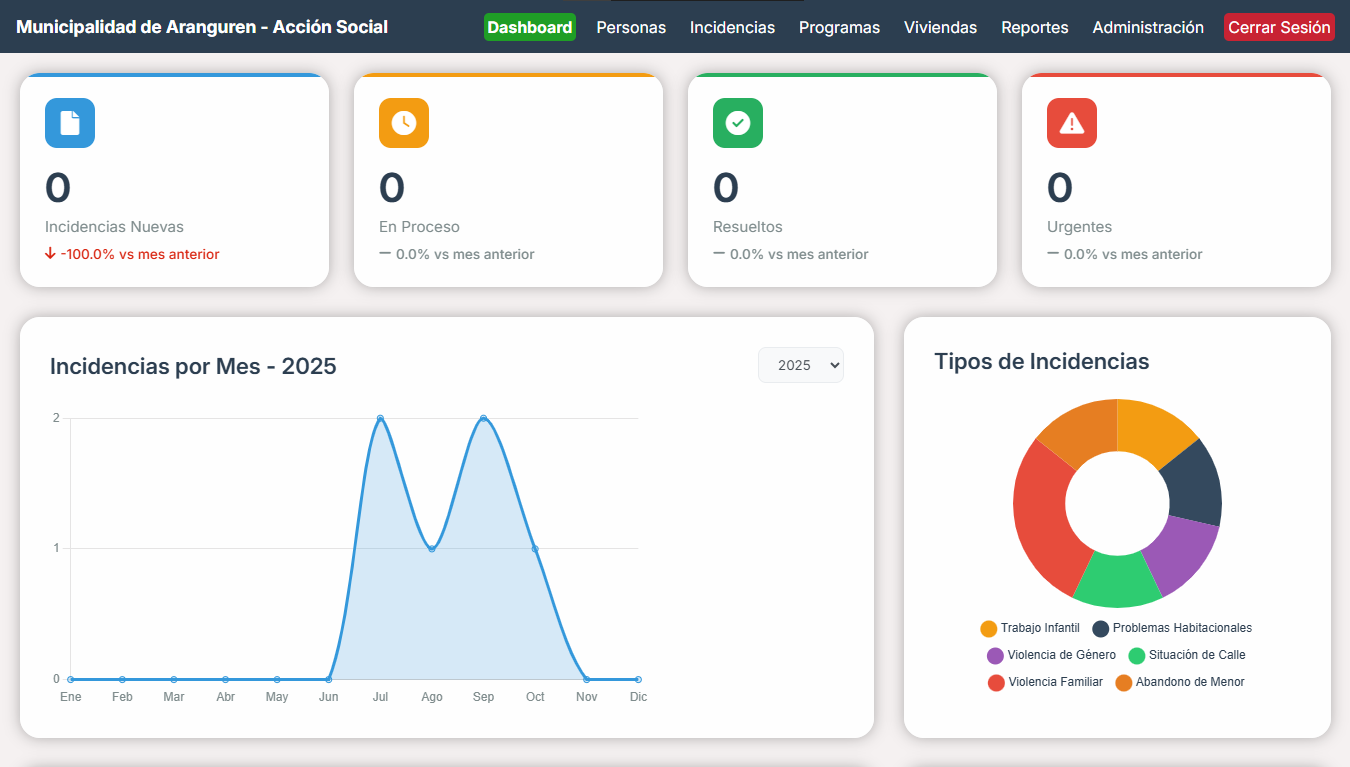 Municipalidad de Aranguren - Acción Social
Dashboard
Personas
Incidencias
Programas
Viviendas
Reportes
Administración
Cerrar Sesión
0
Incidencias Nuevas
-100.0% vs mes anterior
0
En Proceso
0.0% vs mes anterior
0
Resueltos
0.0% vs mes anterior
0
Urgentes
0.0% vs mes anterior
Incidencias por Mes - 2025
2025
2
1
0
Ene Feb Mar Abr May Jun Jul Ago Sep Oct Nov Dic
Tipos de Incidencias
Trabajo Infantil Problemas Habitacionales
Violencia de Género Situación de Calle
Violencia Familiar Abandono de Menor